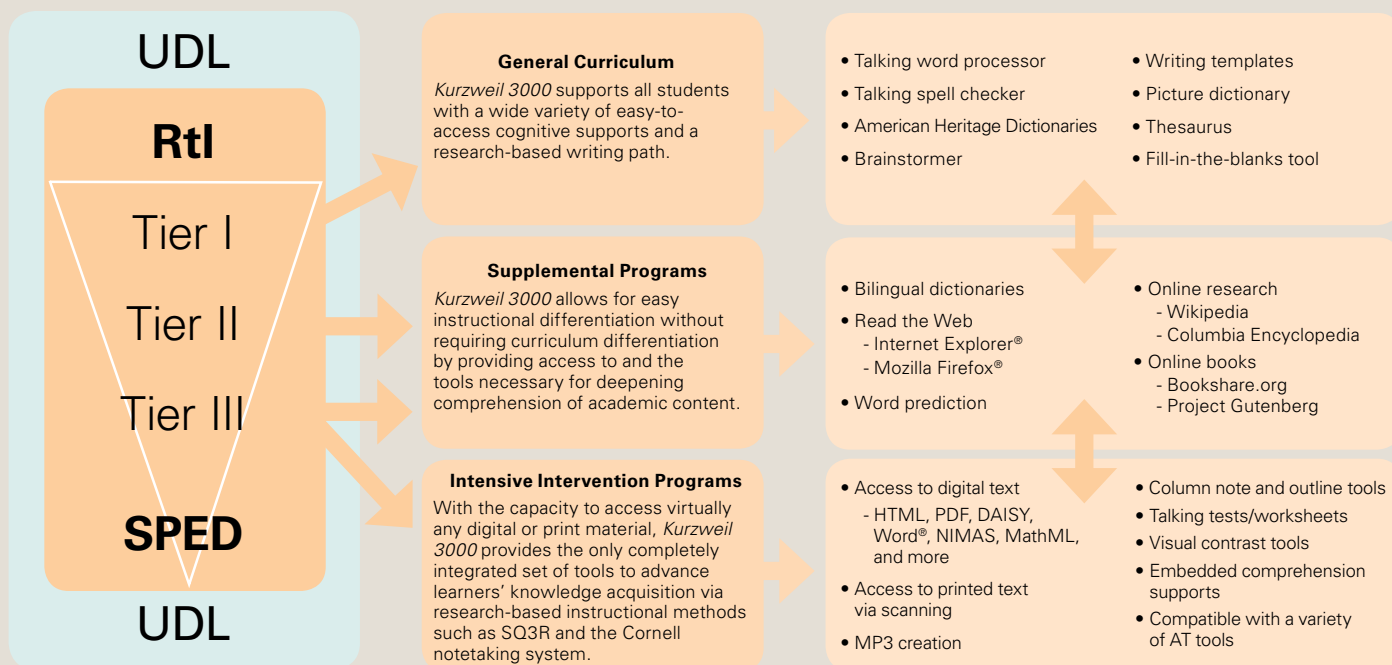 UDL
RtI
Tier I
Tier II
Tier III
SPED
UDL
General Curriculum
Kurzweil 3000 supports all students
with a wide variety of easy-to-
access cognitive supports and a
research-based writing path.
• Talking word processor
• Talking spell checker
• American Heritage Dictionaries
• Brainstormer
• Writing templates
• Picture dictionary
• Thesaurus
• Fill-in-the-blanks tool
Supplemental Programs
Kurzweil 3000 allows for easy
instructional differentiation without
requiring curriculum differentiation
by providing access to and the
tools necessary for deepening
comprehension of academic content.
• Bilingual dictionaries
• Read the Web
- Internet Explorer®
- Mozilla Firefox®
• Word prediction
• Online research
- Wikipedia
- Columbia Encyclopedia
• Online books
- Bookshare.org
- Project Gutenberg
Intensive Intervention Programs
With the capacity to access virtually
any digital or print material, Kurzweil
3000 provides the only completely
integrated set of tools to advance
learners’ knowledge acquisition via
research-based instructional methods
such as SQ3R and the Cornell
notetaking system.
• Access to digital text
- HTML, PDF, DAISY,
Word®, NIMAS, MathML,
and more
• Access to printed text
via scanning
• MP3 creation
• Column note and outline tools
• Talking tests/worksheets
• Visual contrast tools
• Embedded comprehension
supports
• Compatible with a variety
of AT tools